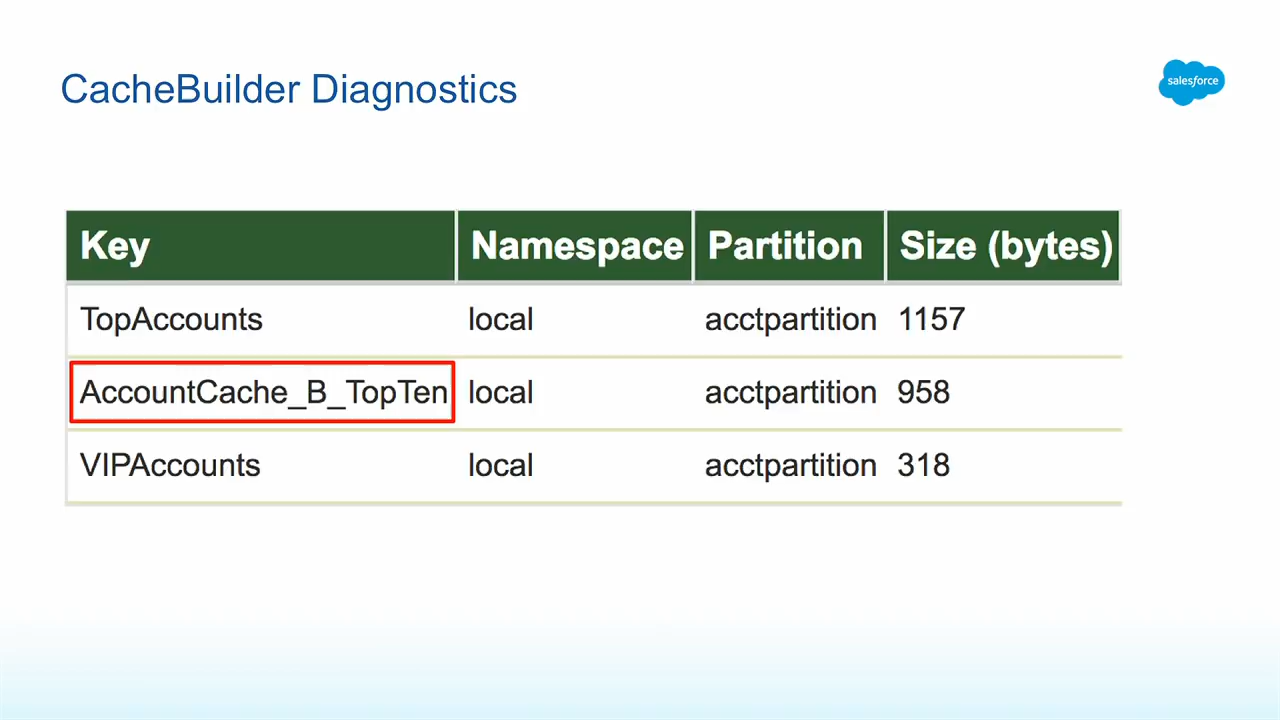 CacheBuilder Diagnostics
salesforce
Key Namespace Partition Size (bytes)
TopAccounts local acctpartition 1157
AccountCache_B_TopTen local acctpartition 958
VIPAccounts local acctpartition 318